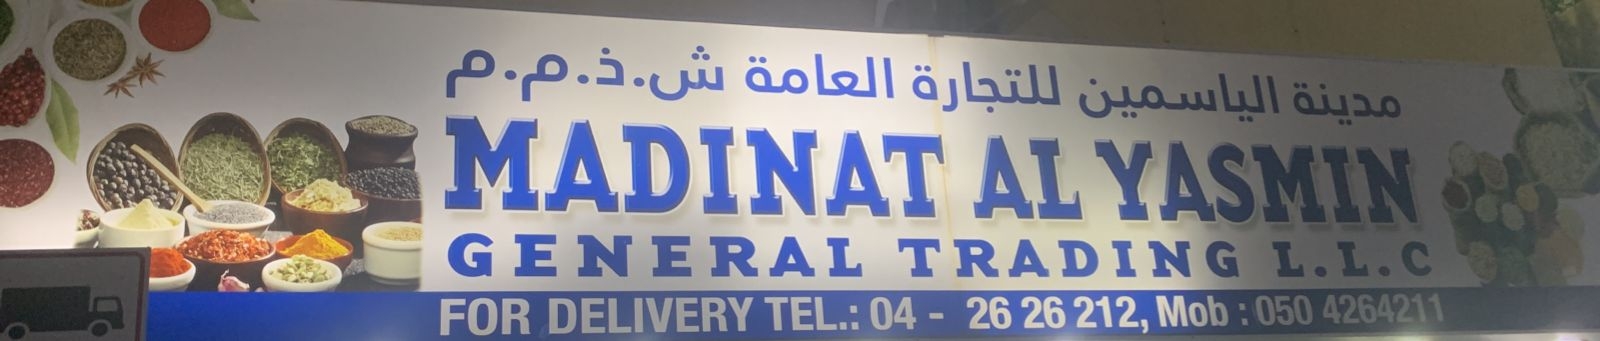 مدينة الياسمين للتجارة العامة ش.ذ.م.م
MADINAT AL YASMIN
GENERAL TRADING L.L.C
FOR DELIVERY TEL.: 04 - 26 26 212, Mob : 050 4264211